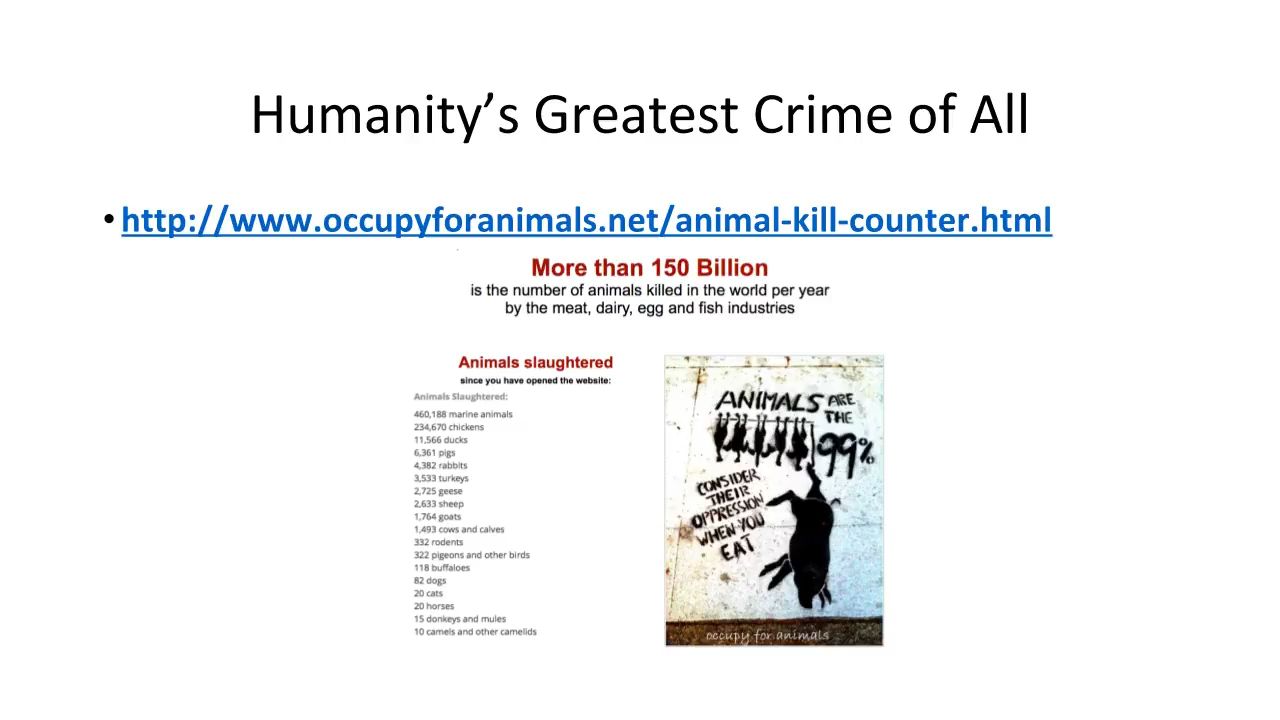 Humanity’s Greatest Crime of All
• http://www.occupyforanimals.net/animal-kill-counter.html
More than 150 Billion
is the number of animals killed in the world per year
by the meat, dairy, egg and fish industries
Animals slaughtered
since you have opened the website:
Animals Slaughtered:
460,188 marine animals
234,670 chickens
11,566 ducks
6,361 pigs
4,382 rabbits
3,533 turkeys
2,725 geese
2,633 sheep
1,764 goats
1,493 cows and calves
332 rodents
322 pigeons and other birds
118 buffaloes
82 dogs
20 cats
20 horses
15 donkeys and mules
10 camels and other camelids
ANIMALS ARE
THE
99%
CONSIDER
THEIR
OPPRESSION
WHEN YOU
EAT
occupy for animals